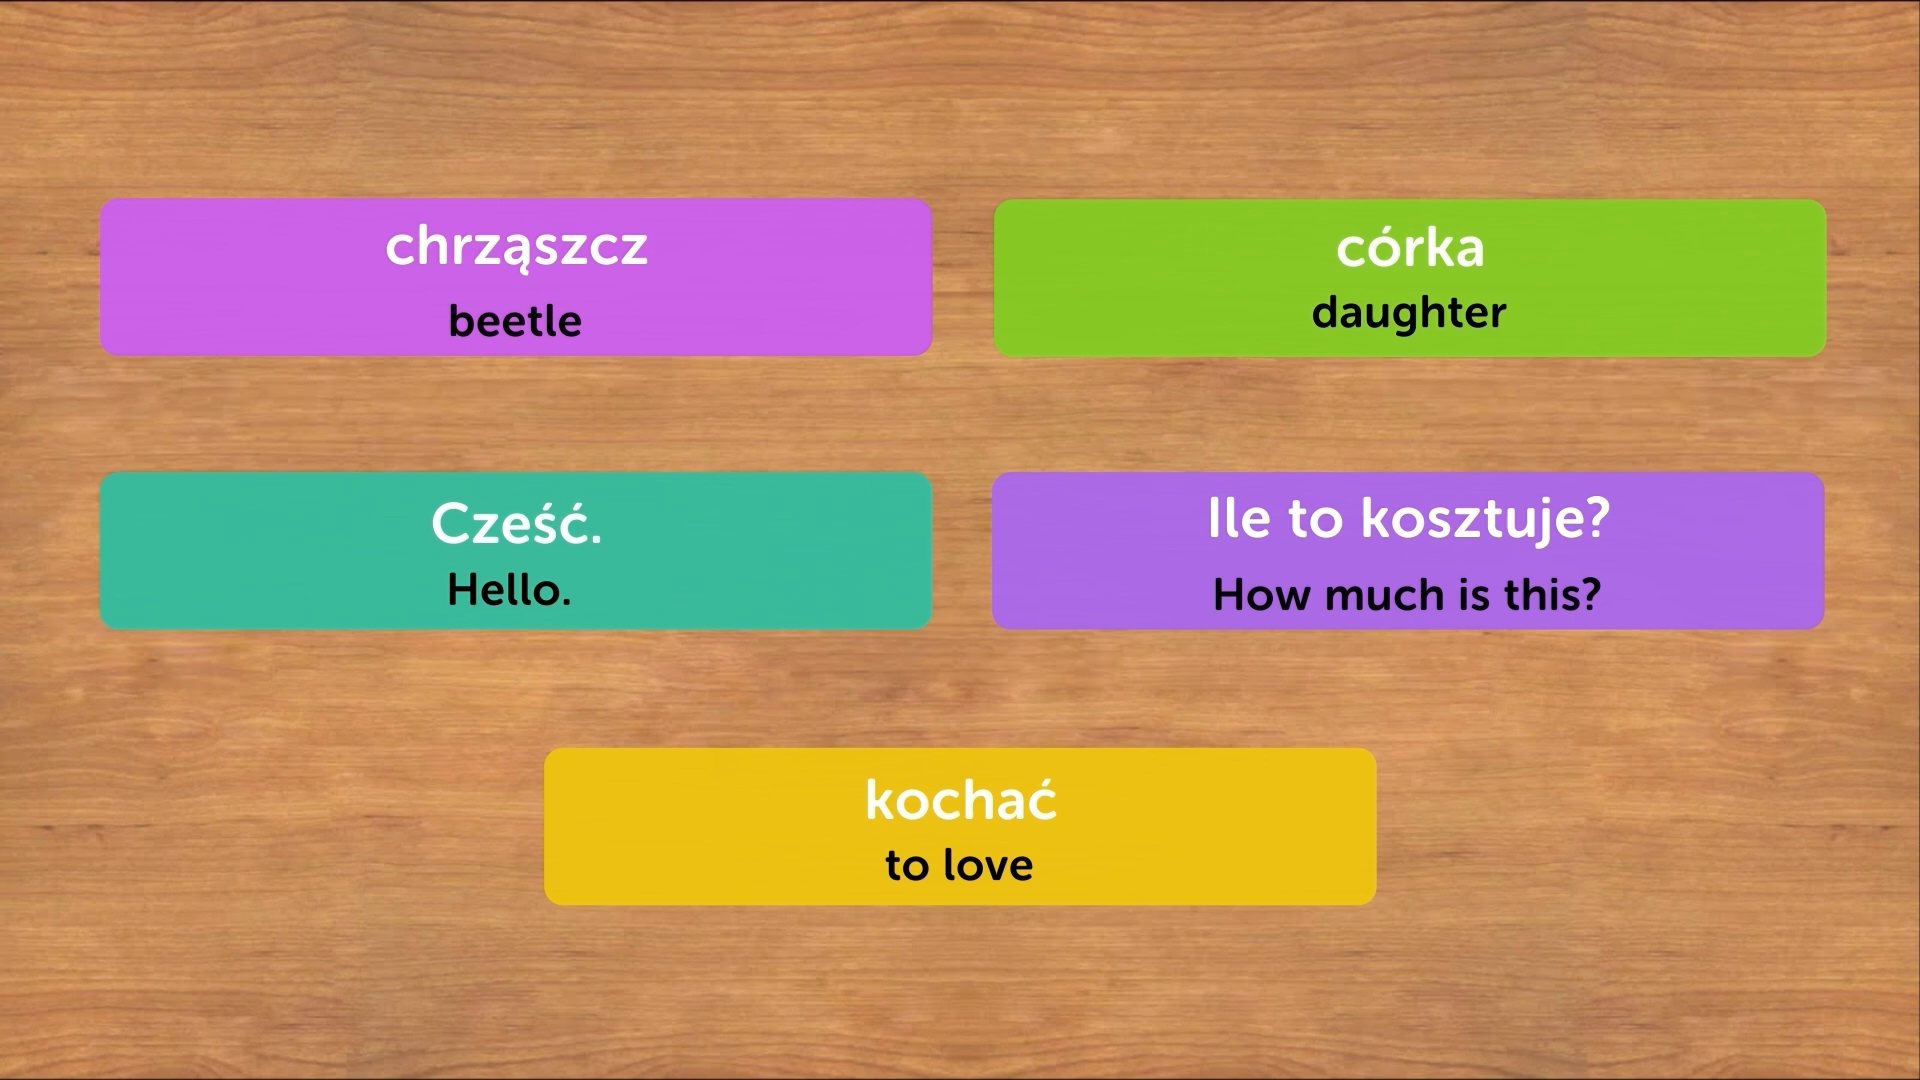 chrząszcz
beetle
córka
daughter
Cześć.
Hello.
Ile to kosztuje?
How much is this?
kochać
to love